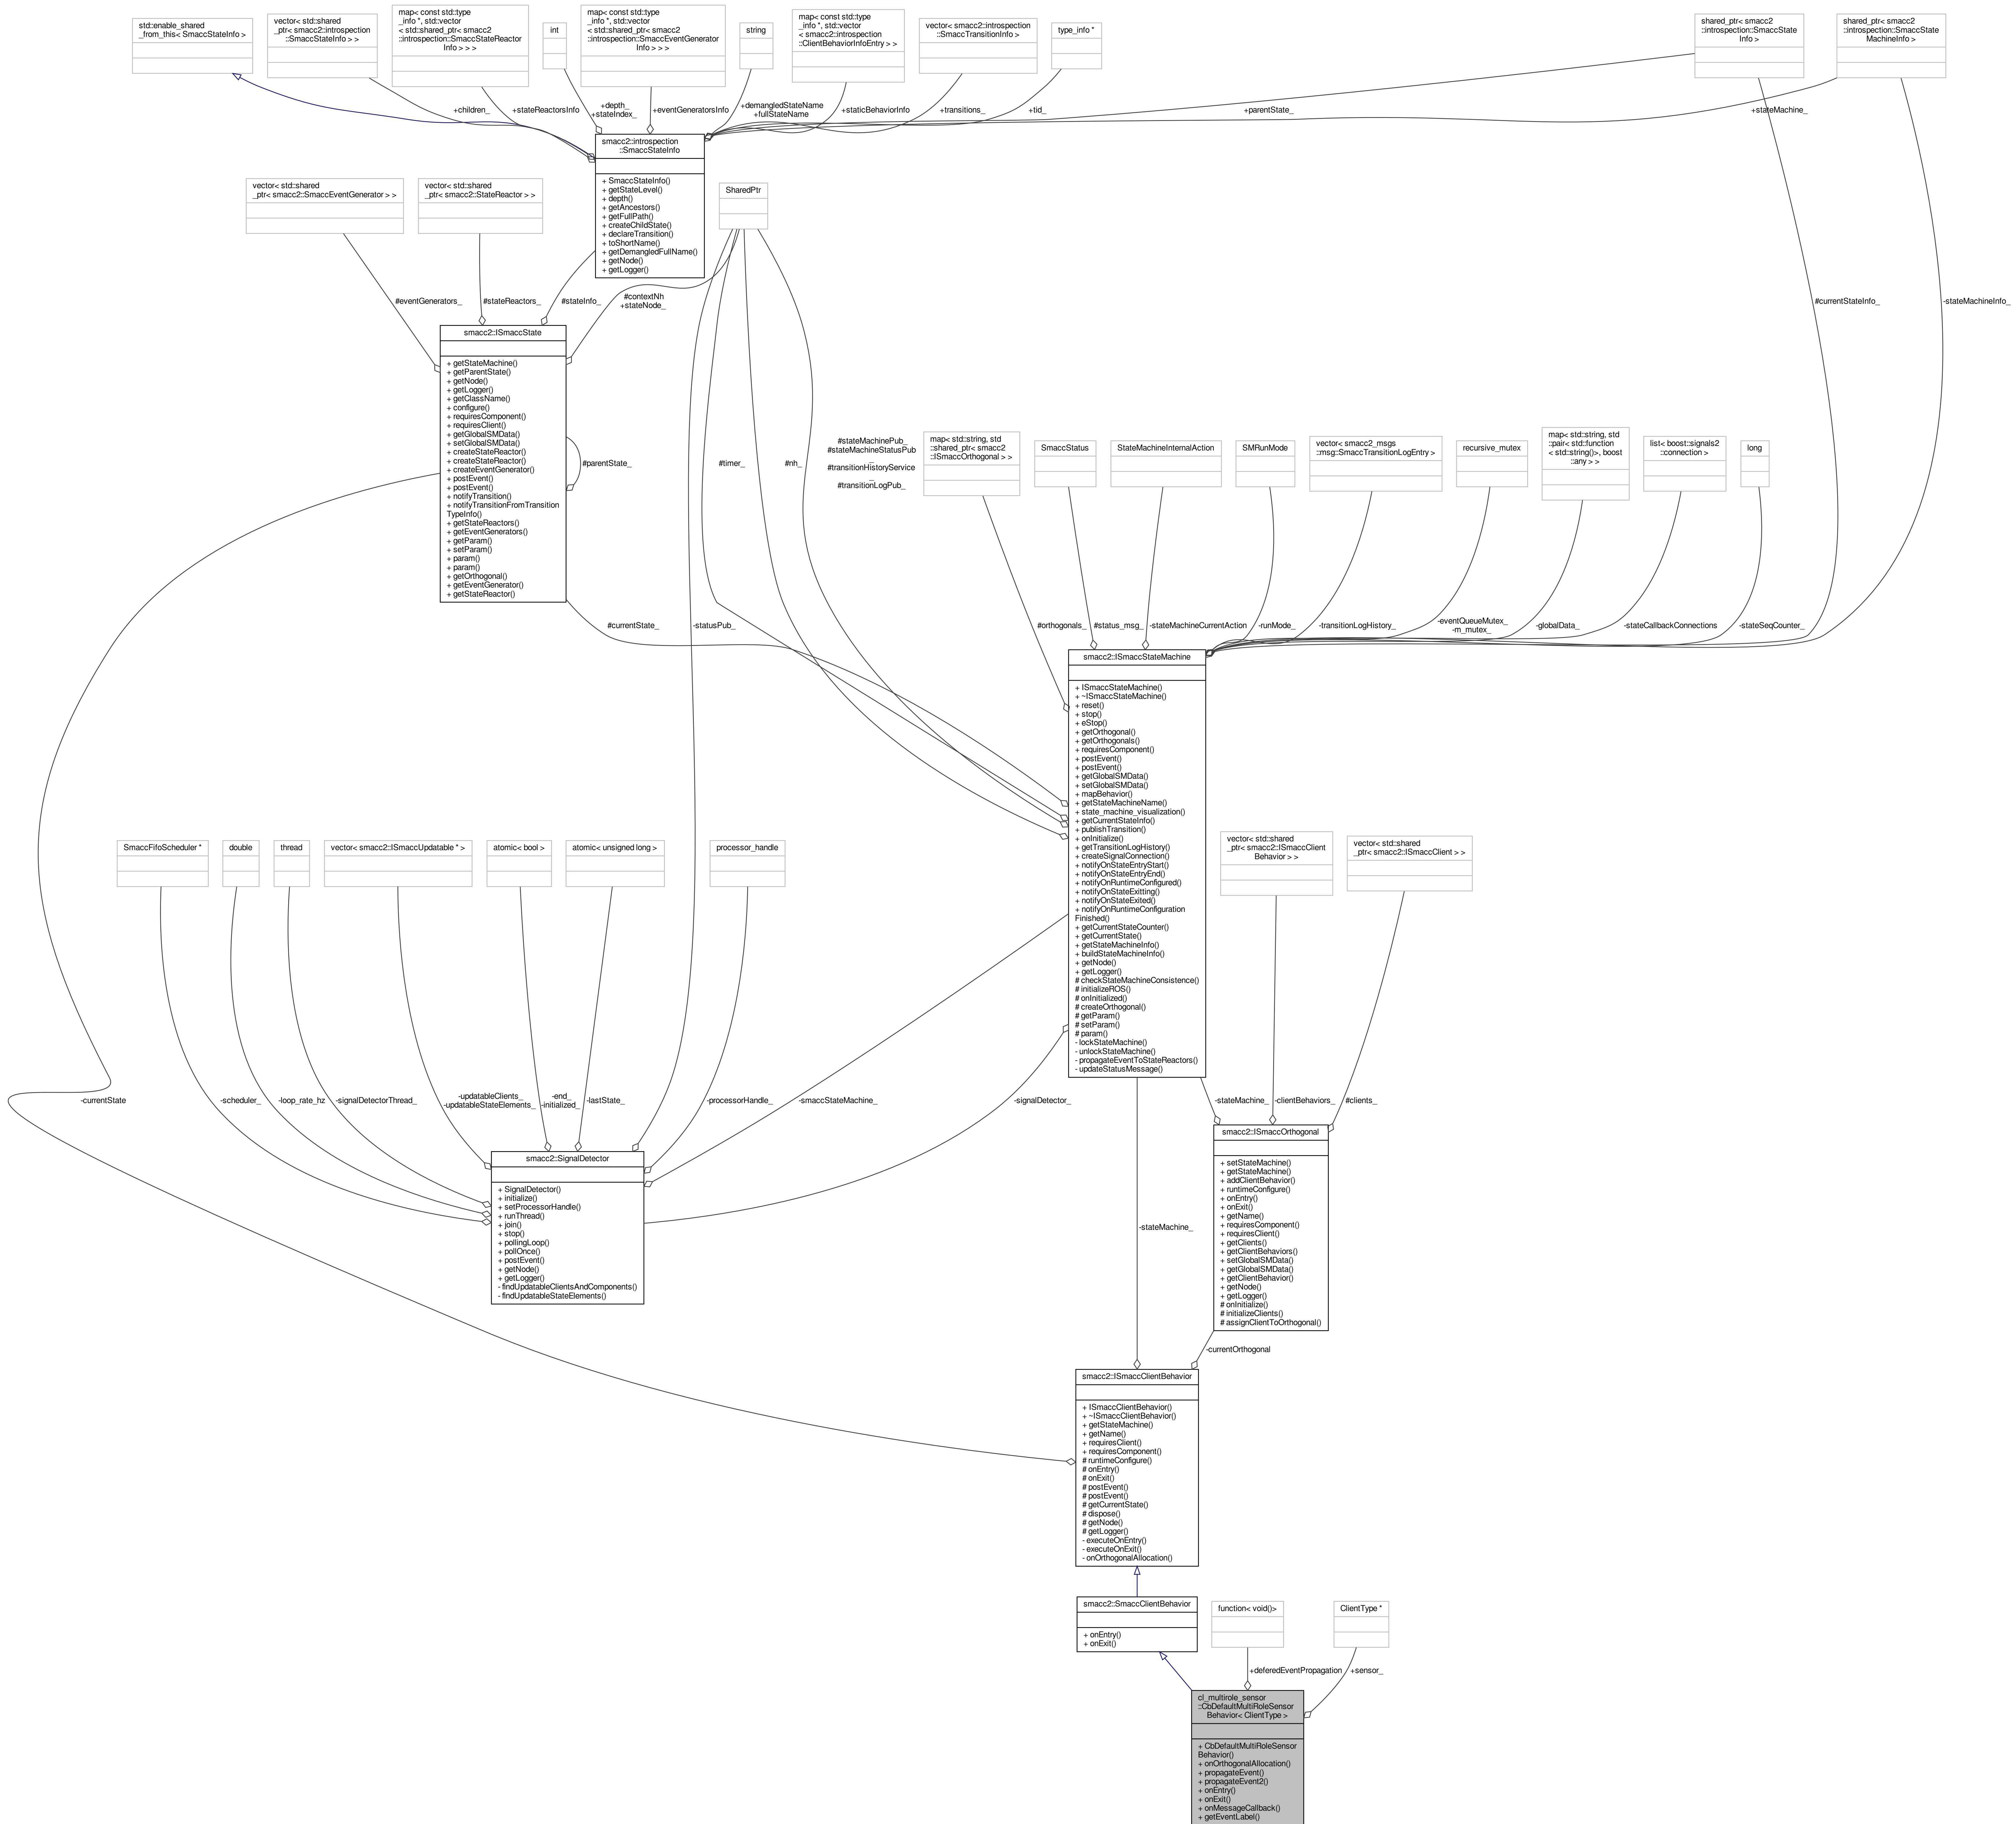 std::enable_shared
_from_this< SmaccStateInfo >
vector< std::shared
_ptr< smacc2::introspection
::SmaccStateInfo > >
map< const std::type
_info *, std::vector
< std::shared_ptr< smacc2
::introspection::SmaccStateReactor
Info > > >
int
map< const std::type
_info *, std::vector
< std::shared_ptr< smacc2
::introspection::SmaccEventGenerator
Info > > >
string
map< const std::type
_info *, std::vector
< smacc2::introspection
::ClientBehaviorInfoEntry > >
vector< smacc2::introspection
::SmaccTransitionInfo >
type_info *
shared_ptr< smacc2
::introspection::SmaccState
Info >
shared_ptr< smacc2
::introspection::SmaccState
MachineInfo >
+children_
+stateReactorsInfo
+depth_
+stateIndex_
+eventGeneratorsInfo
+demangledStateName
+fullStateName
+staticBehaviorInfo
+transitions_
+tid_
+parentState_
+stateMachine_
smacc2::introspection
::SmaccStateInfo
+ SmaccStateInfo()
+ getStateLevel()
+ depth()
+ getAncestors()
+ getFullPath()
+ createChildState()
+ declareTransition()
+ toShortName()
+ getDemangledFullName()
+ getNode()
+ getLogger()
vector< std::shared
_ptr< smacc2::SmaccEventGenerator > >
vector< std::shared
_ptr< smacc2::StateReactor > >
SharedPtr
#eventGenerators_
#stateReactors_
#stateInfo_
#contextNh
+stateNode_
#currentStateInfo_
-stateMachineInfo_
smacc2::ISmaccState
+ getStateMachine()
+ getParentState()
+ getNode()
+ getLogger()
+ getClassName()
+ configure()
+ requiresComponent()
+ requiresClient()
+ getGlobalSMData()
+ setGlobalSMData()
+ createStateReactor()
+ createStateReactor()
+ createEventGenerator()
+ postEvent()
+ postEvent()
+ notifyTransition()
+ notifyTransitionFromTransition
TypeInfo()
+ getStateReactors()
+ getEventGenerators()
+ getParam()
+ setParam()
+ param()
+ param()
+ getOrthogonal()
+ getEventGenerator()
+ getStateReactor()
#parentState_
#timer_
#nh_
#stateMachinePub_
#stateMachineStatusPub
_
#transitionHistoryService
_
#transitionLogPub_
map< std::string, std
::shared_ptr< smacc2
::ISmaccOrthogonal > >
SmaccStatus
StateMachineInternalAction
SMRunMode
vector< smacc2_msgs
::msg::SmaccTransitionLogEntry >
recursive_mutex
map< std::string, std
::pair< std::function
< std::string()>, boost
::any > >
list< boost::signals2
::connection >
long
#currentState_
-statusPub_
#orthogonals_
#status_msg_
-stateMachineCurrentAction
-runMode_
-transitionLogHistory_
-eventQueueMutex_
-m_mutex_
-globalData_
-stateCallbackConnections
-stateSeqCounter_
smacc2::ISmaccStateMachine
+ ISmaccStateMachine()
+ ~ISmaccStateMachine()
+ reset()
+ stop()
+ eStop()
+ getOrthogonal()
+ getOrthogonals()
+ requiresComponent()
+ postEvent()
+ postEvent()
+ getGlobalSMData()
+ setGlobalSMData()
+ mapBehavior()
+ getStateMachineName()
+ state_machine_visualization()
+ getCurrentStateInfo()
+ publishTransition()
+ onInitialize()
+ getTransitionLogHistory()
+ createSignalConnection()
+ notifyOnStateEntryStart()
+ notifyOnStateEntryEnd()
+ notifyOnRuntimeConfigured()
+ notifyOnStateExitting()
+ notifyOnStateExited()
+ notifyOnRuntimeConfiguration
Finished()
+ getCurrentStateCounter()
+ getCurrentState()
+ getStateMachineInfo()
+ buildStateMachineInfo()
+ getNode()
+ getLogger()
# checkStateMachineConsistence()
# initializeROS()
# onInitialized()
# createOrthogonal()
# getParam()
# setParam()
# param()
- lockStateMachine()
- unlockStateMachine()
- propagateEventToStateReactors()
- updateStatusMessage()
SmaccFifoScheduler *
double
thread
vector< smacc2::ISmaccUpdatable * >
atomic< bool >
atomic< unsigned long >
processor_handle
vector< std::shared
_ptr< smacc2::ISmaccClient
Behavior > >
vector< std::shared
_ptr< smacc2::ISmaccClient > >
-currentState
-scheduler_
-loop_rate_hz
-signalDetectorThread_
-updatableClients_
-updatableStateElements_
-end_
-initialized_
-lastState_
-processorHandle_
-smaccStateMachine_
-signalDetector_
-stateMachine_
-clientBehaviors_
#clients_
smacc2::SignalDetector
+ SignalDetector()
+ initialize()
+ setProcessorHandle()
+ runThread()
+ join()
+ stop()
+ pollingLoop()
+ pollOnce()
+ postEvent()
+ getNode()
+ getLogger()
- findUpdatableClientsAndComponents()
- findUpdatableStateElements()
smacc2::ISmaccOrthogonal
+ setStateMachine()
+ getStateMachine()
+ addClientBehavior()
+ runtimeConfigure()
+ onEntry()
+ onExit()
+ getName()
+ requiresComponent()
+ requiresClient()
+ getClients()
+ getClientBehaviors()
+ setGlobalSMData()
+ getGlobalSMData()
+ getClientBehavior()
+ getNode()
+ getLogger()
# onInitialize()
# initializeClients()
# assignClientToOrthogonal()
-stateMachine_
-currentOrthogonal
smacc2::ISmaccClientBehavior
+ ISmaccClientBehavior()
+ ~ISmaccClientBehavior()
+ getStateMachine()
+ getName()
+ requiresClient()
+ requiresComponent()
# runtimeConfigure()
# onEntry()
# onExit()
# postEvent()
# postEvent()
# getCurrentState()
# dispose()
# getNode()
# getLogger()
- executeOnEntry()
- executeOnExit()
- onOrthogonalAllocation()
smacc2::SmaccClientBehavior
+ onEntry()
+ onExit()
function< void()>
ClientType *
+deferedEventPropagation
+sensor_
cl_multirole_sensor
::CbDefaultMultiRoleSensor
Behavior< ClientType >
+ CbDefaultMultiRoleSensor
Behavior()
+ onOrthogonalAllocation()
+ propagateEvent()
+ propagateEvent2()
+ onEntry()
+ onExit()
+ onMessageCallback()
+ getEventLabel()